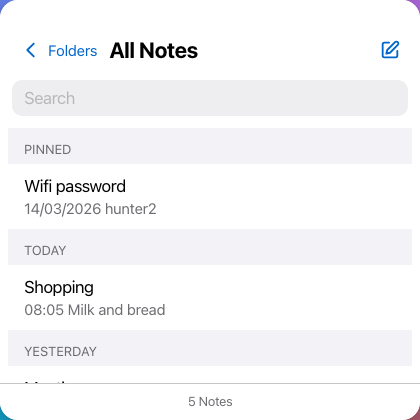 Folders All Notes
Search
PINNED
Wifi password
14/03/2026 hunter2
TODAY
Shopping
08:05 Milk and bread
YESTERDAY
5 Notes